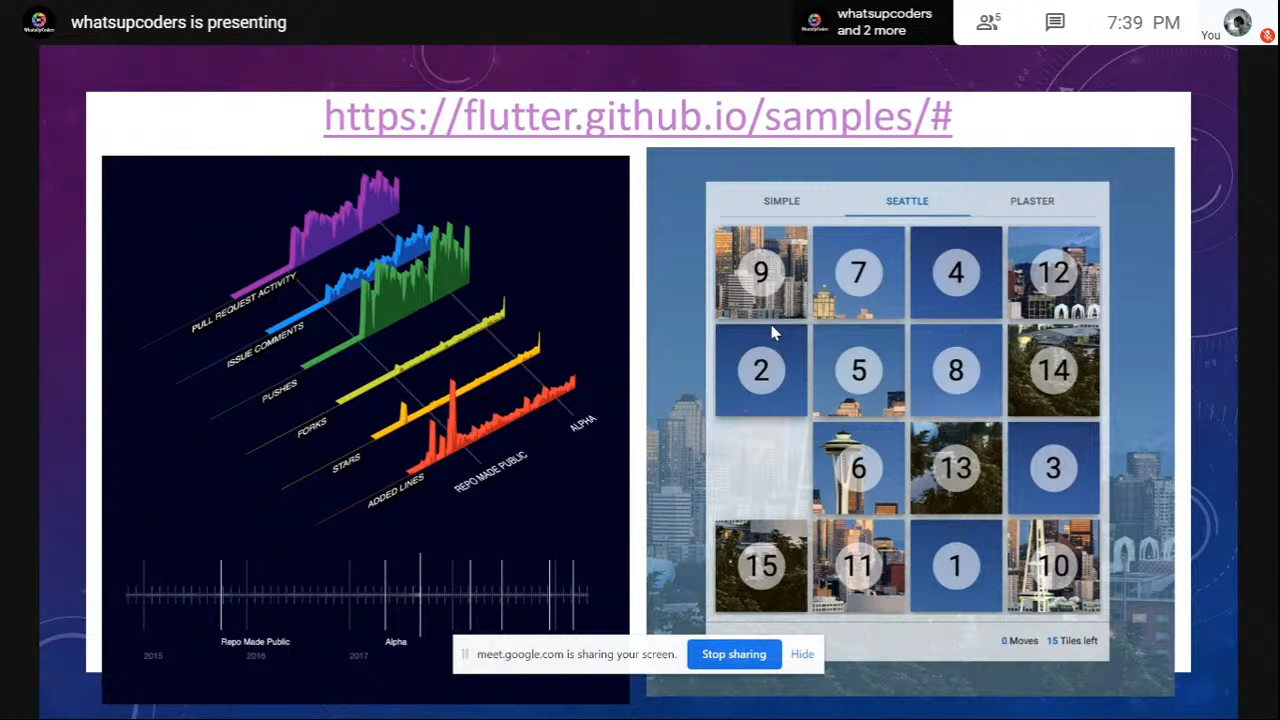 whatsupcoders is presenting
whatsupcoders
and 2 more
5
7:39 PM
You
https://flutter.github.io/samples/#
PULL REQUEST ACTIVITY
ISSUE COMMENTS
PUSHES
FORKS
STARS
ADDED LINES
REPO MADE PUBLIC
ALPHA
Repo Made Public
Alpha
2015
2016
2017
SIMPLE
SEATTLE
PLASTER
9
7
4
12
2
5
8
14
6
13
3
15
11
1
10
0 Moves 15 Tiles left
meet.google.com is sharing your screen.
Stop sharing
Hide